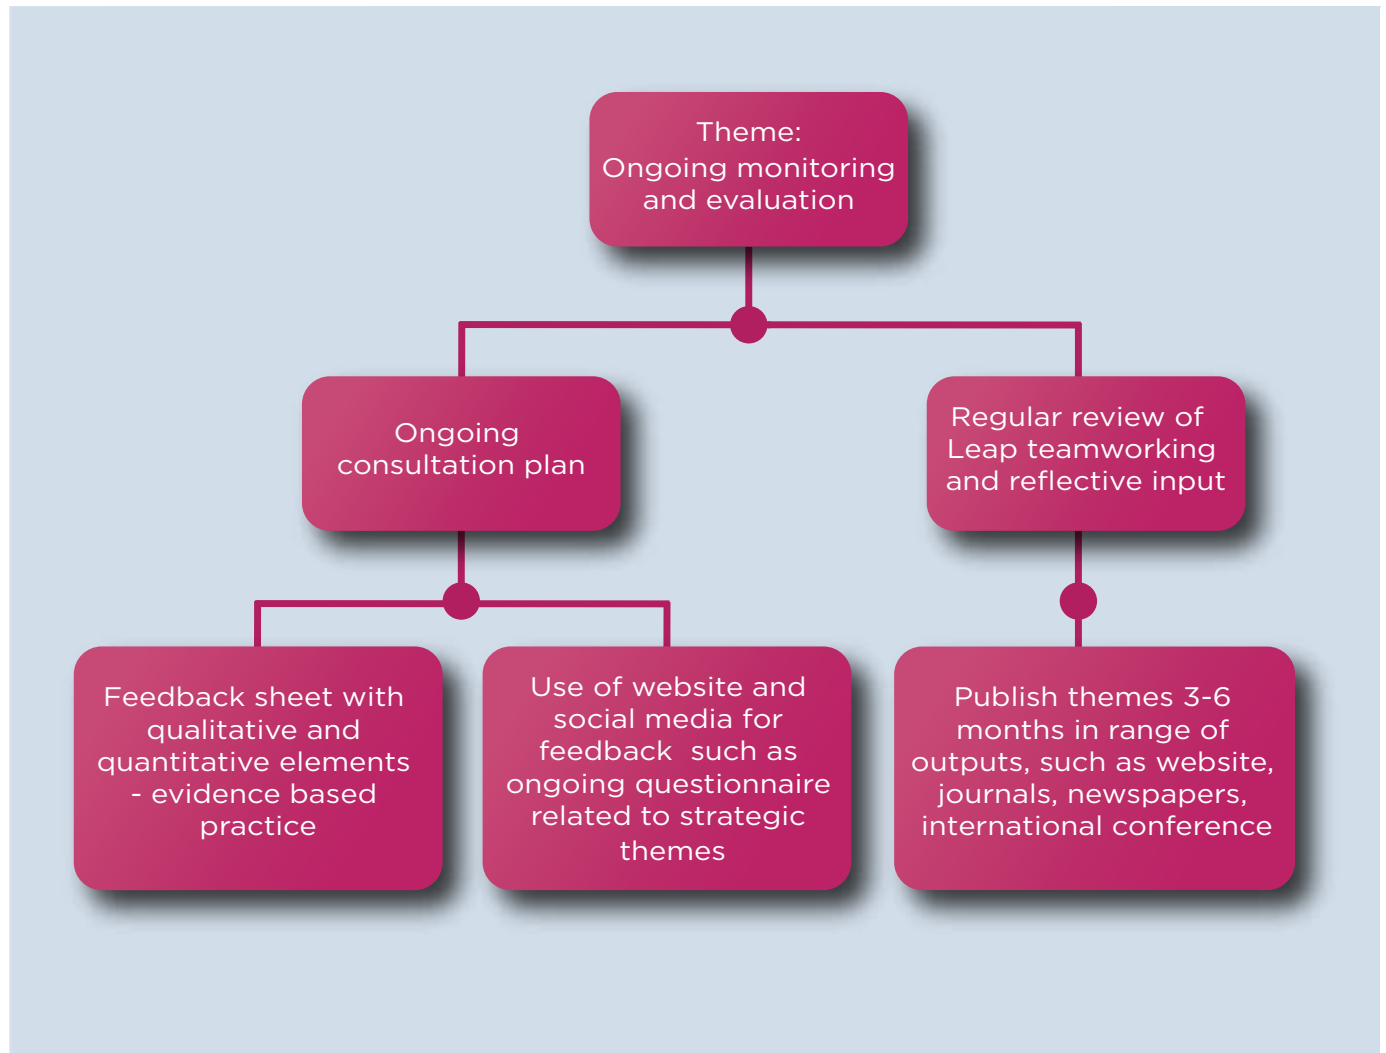 Theme:
Ongoing monitoring
and evaluation
Ongoing
consultation plan
Regular review of
Leap teamworking
and reflective input
Feedback sheet with
qualitative and
quantitative elements
- evidence based
practice
Use of website and
social media for
feedback  such as
ongoing questionnaire
related to strategic
themes
Publish themes 3-6
months in range of
outputs, such as website,
journals, newspapers,
international conference